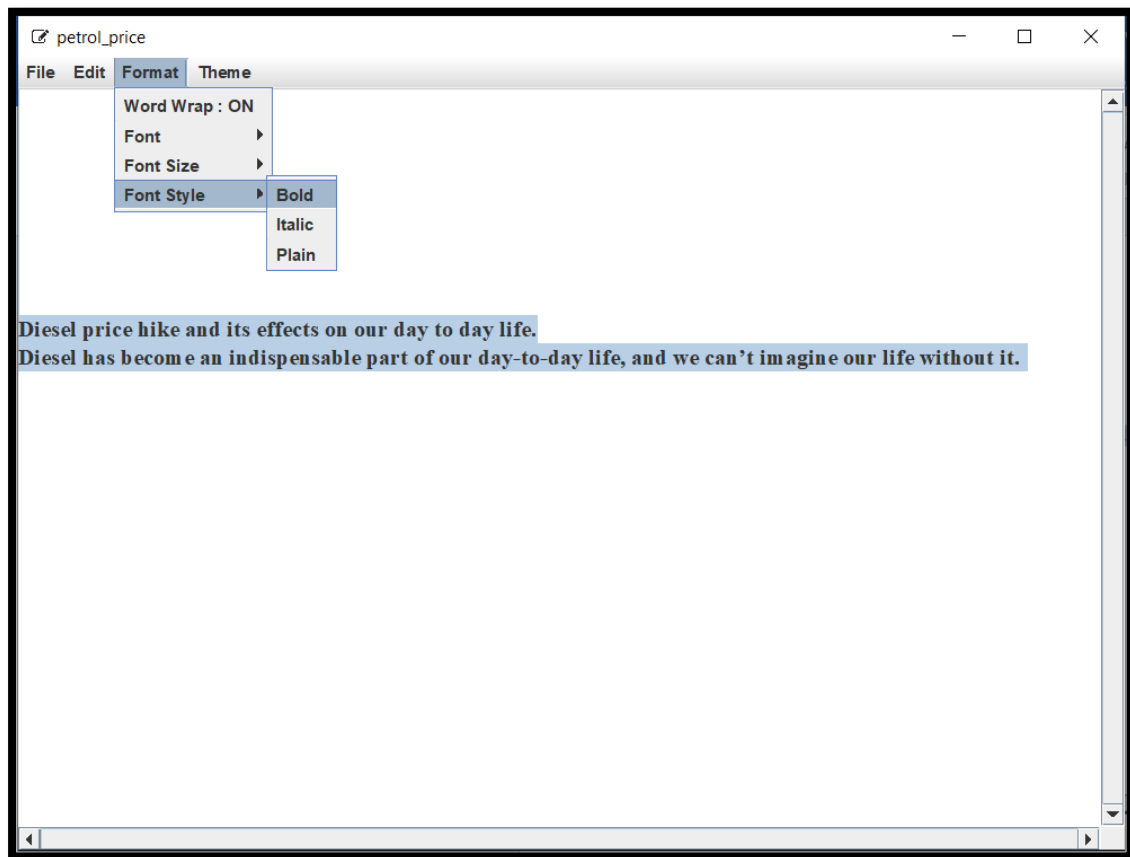 petrol_price
File Edit Format Theme
Word Wrap : ON
Font
Font Size
Font Style
Bold
Italic
Plain
Diesel price hike and its effects on our day to day life.
Diesel has become an indispensable part of our day-to-day life, and we can’t imagine our life without it.